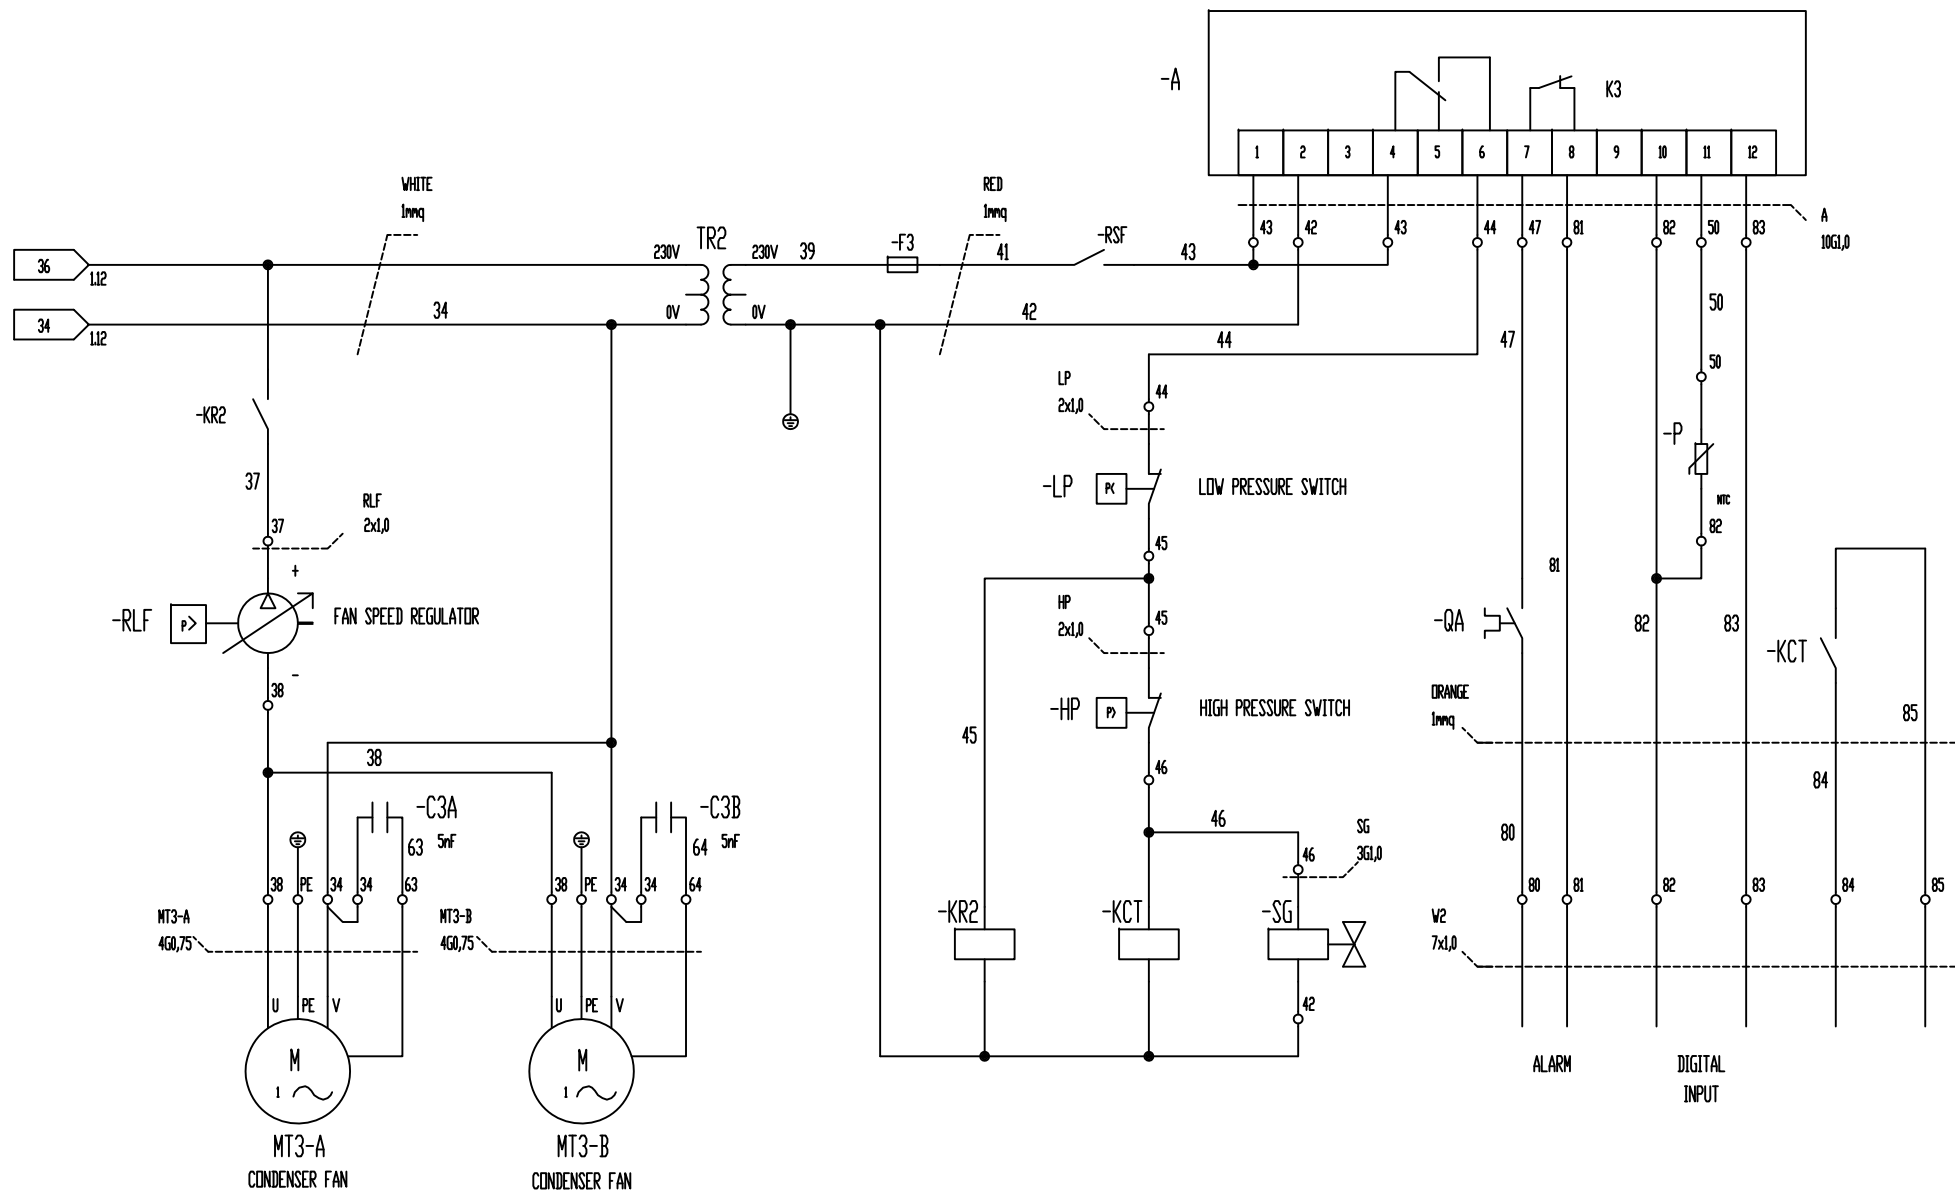 -A
K3
1 2 3 4 5 6 7 8 9 10 11 12
A
10G1,0
43 42 43 44 47 81 82 50 83
WHITE
1mmq
RED
1mmq
36
1.12
34
1.12
34
230V
TR2
230V
0V
0V
39
-F3
41
-RSF
43
42
44
47
50
50
-KR2
37
37
RLF
2x1,0
+
-RLF
P>
FAN SPEED REGULATOR
-
38
38
LP
2x1,0
44
-LP
P<
LOW PRESSURE SWITCH
45
HP
2x1,0
45
-HP
P>
HIGH PRESSURE SWITCH
45
46
46
SG
3G1,0
46
-P
NTC
82
81
-QA
82
83
-KCT
ORANGE
1mmq
85
84
80
-C3A
5nF
63
-C3B
5nF
64
38 PE 34 34 63
38 PE 34 34 64
80 81 82 83 84 85
MT3-A
4G0,75
MT3-B
4G0,75
-KR2
-KCT
-SG
W2
7x1,0
U PE V
U PE V
42
M
1
M
1
ALARM
DIGITAL
INPUT
MT3-A
CONDENSER FAN
MT3-B
CONDENSER FAN